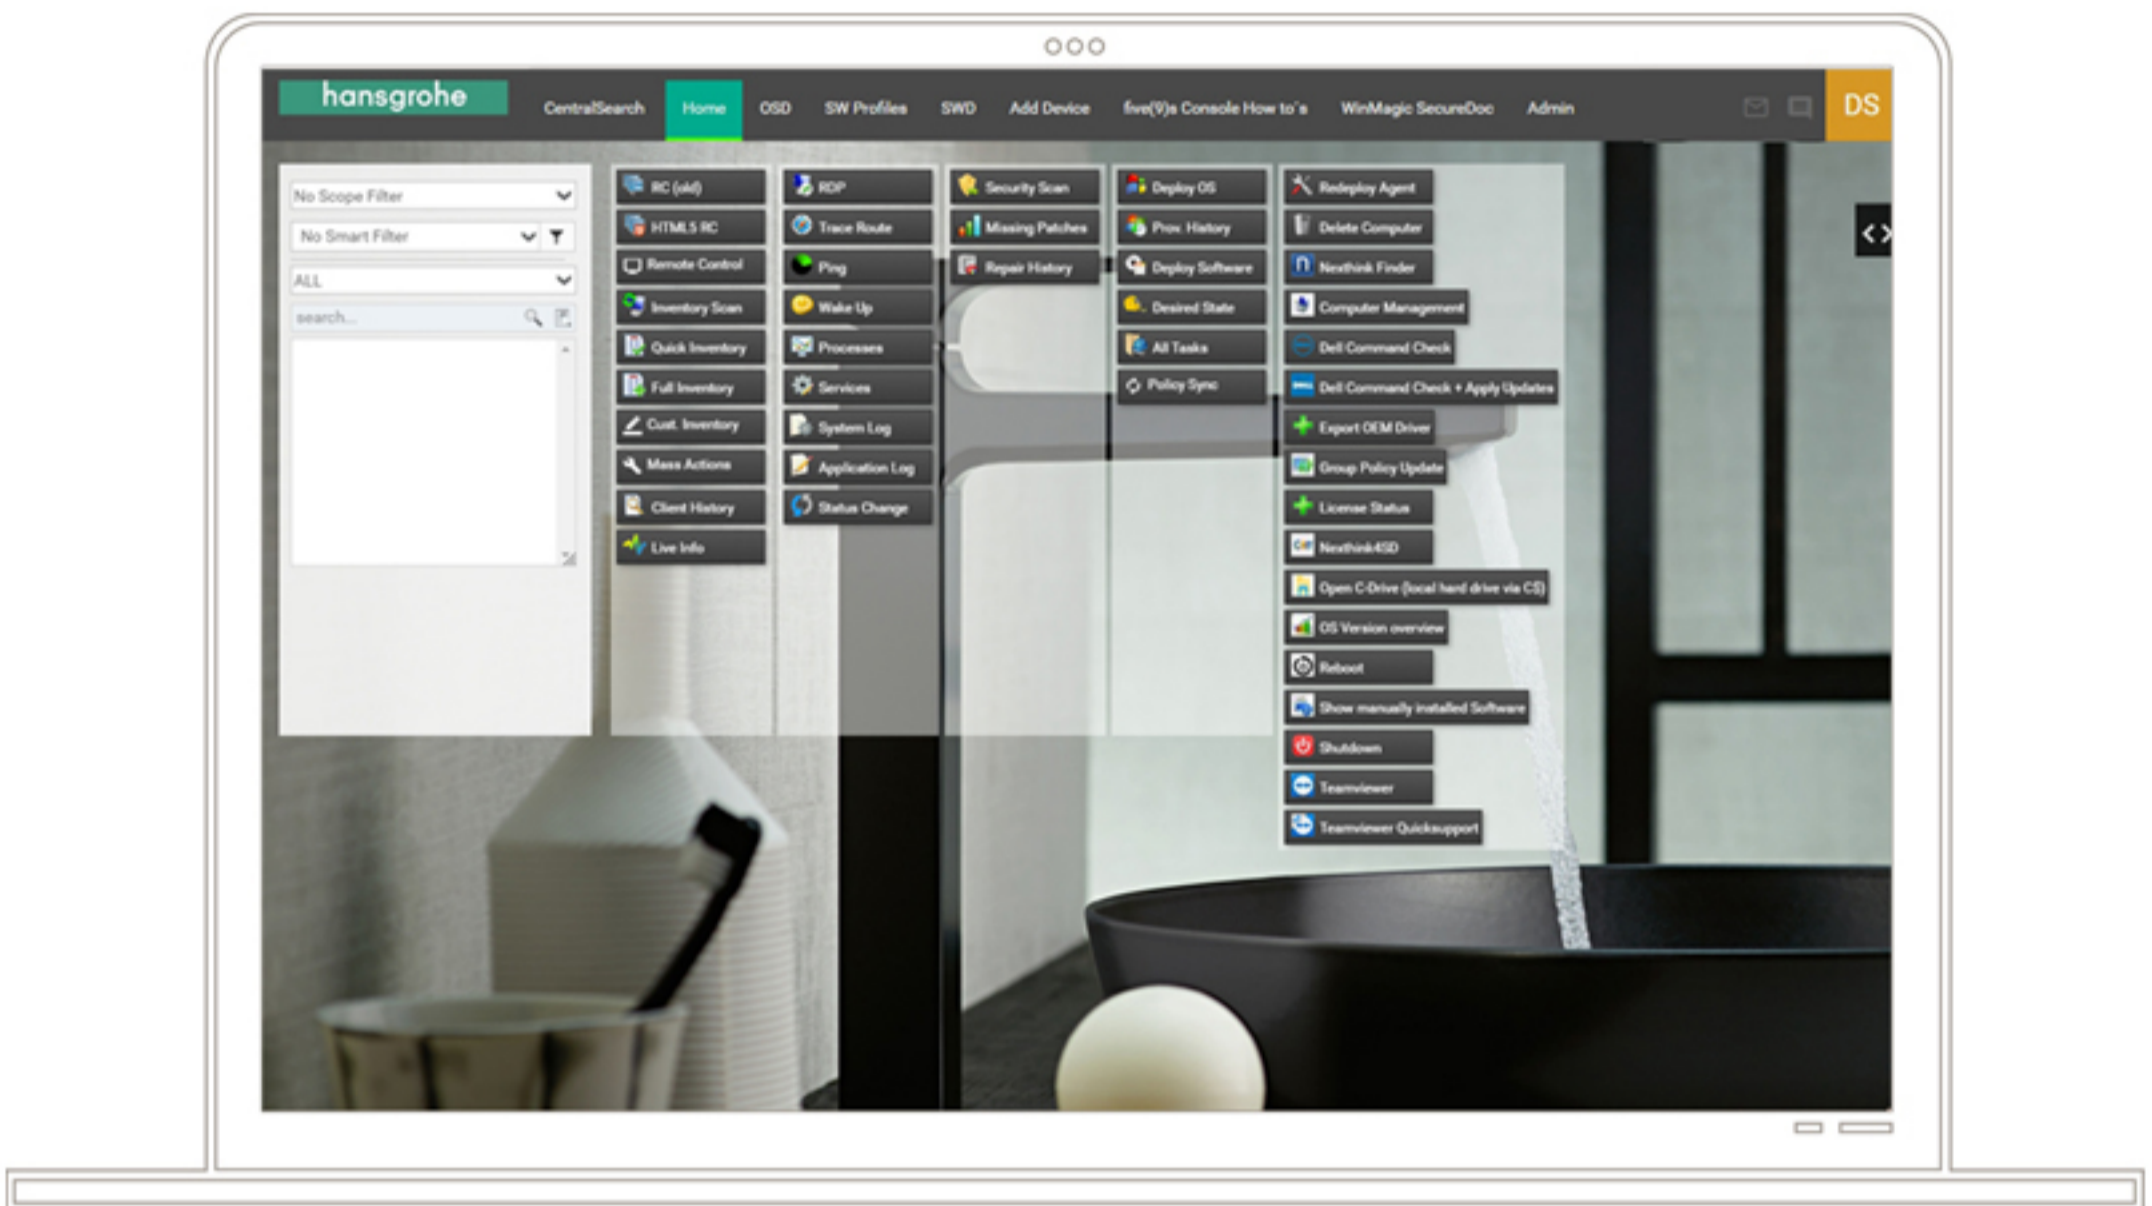 hansgrohe
CentralSearch
Home
OSD
SW Profiles
SWD
Add Device
five(9)s Console How to´s
WinMagic SecureDoc
Admin
DS
No Scope Filter
No Smart Filter
ALL
search...
RC (old)
HTML5 RC
Remote Control
Inventory Scan
Quick Inventory
Full Inventory
Cust. Inventory
Mass Actions
Client History
Live Info
RDP
Trace Route
Ping
Wake Up
Processes
Services
System Log
Application Log
Status Change
Security Scan
Missing Patches
Repair History
Deploy OS
Prov. History
Deploy Software
Desired State
All Tasks
Policy Sync
Redeploy Agent
Delete Computer
Nexthink Finder
Computer Management
Dell Command Check
Dell Command Check + Apply Updates
Export OEM Driver
Group Policy Update
License Status
Nexthink4SD
Open C-Drive (local hard drive via CS)
OS Version overview
Reboot
Show manually installed Software
Shutdown
Teamviewer
Teamviewer Quicksupport